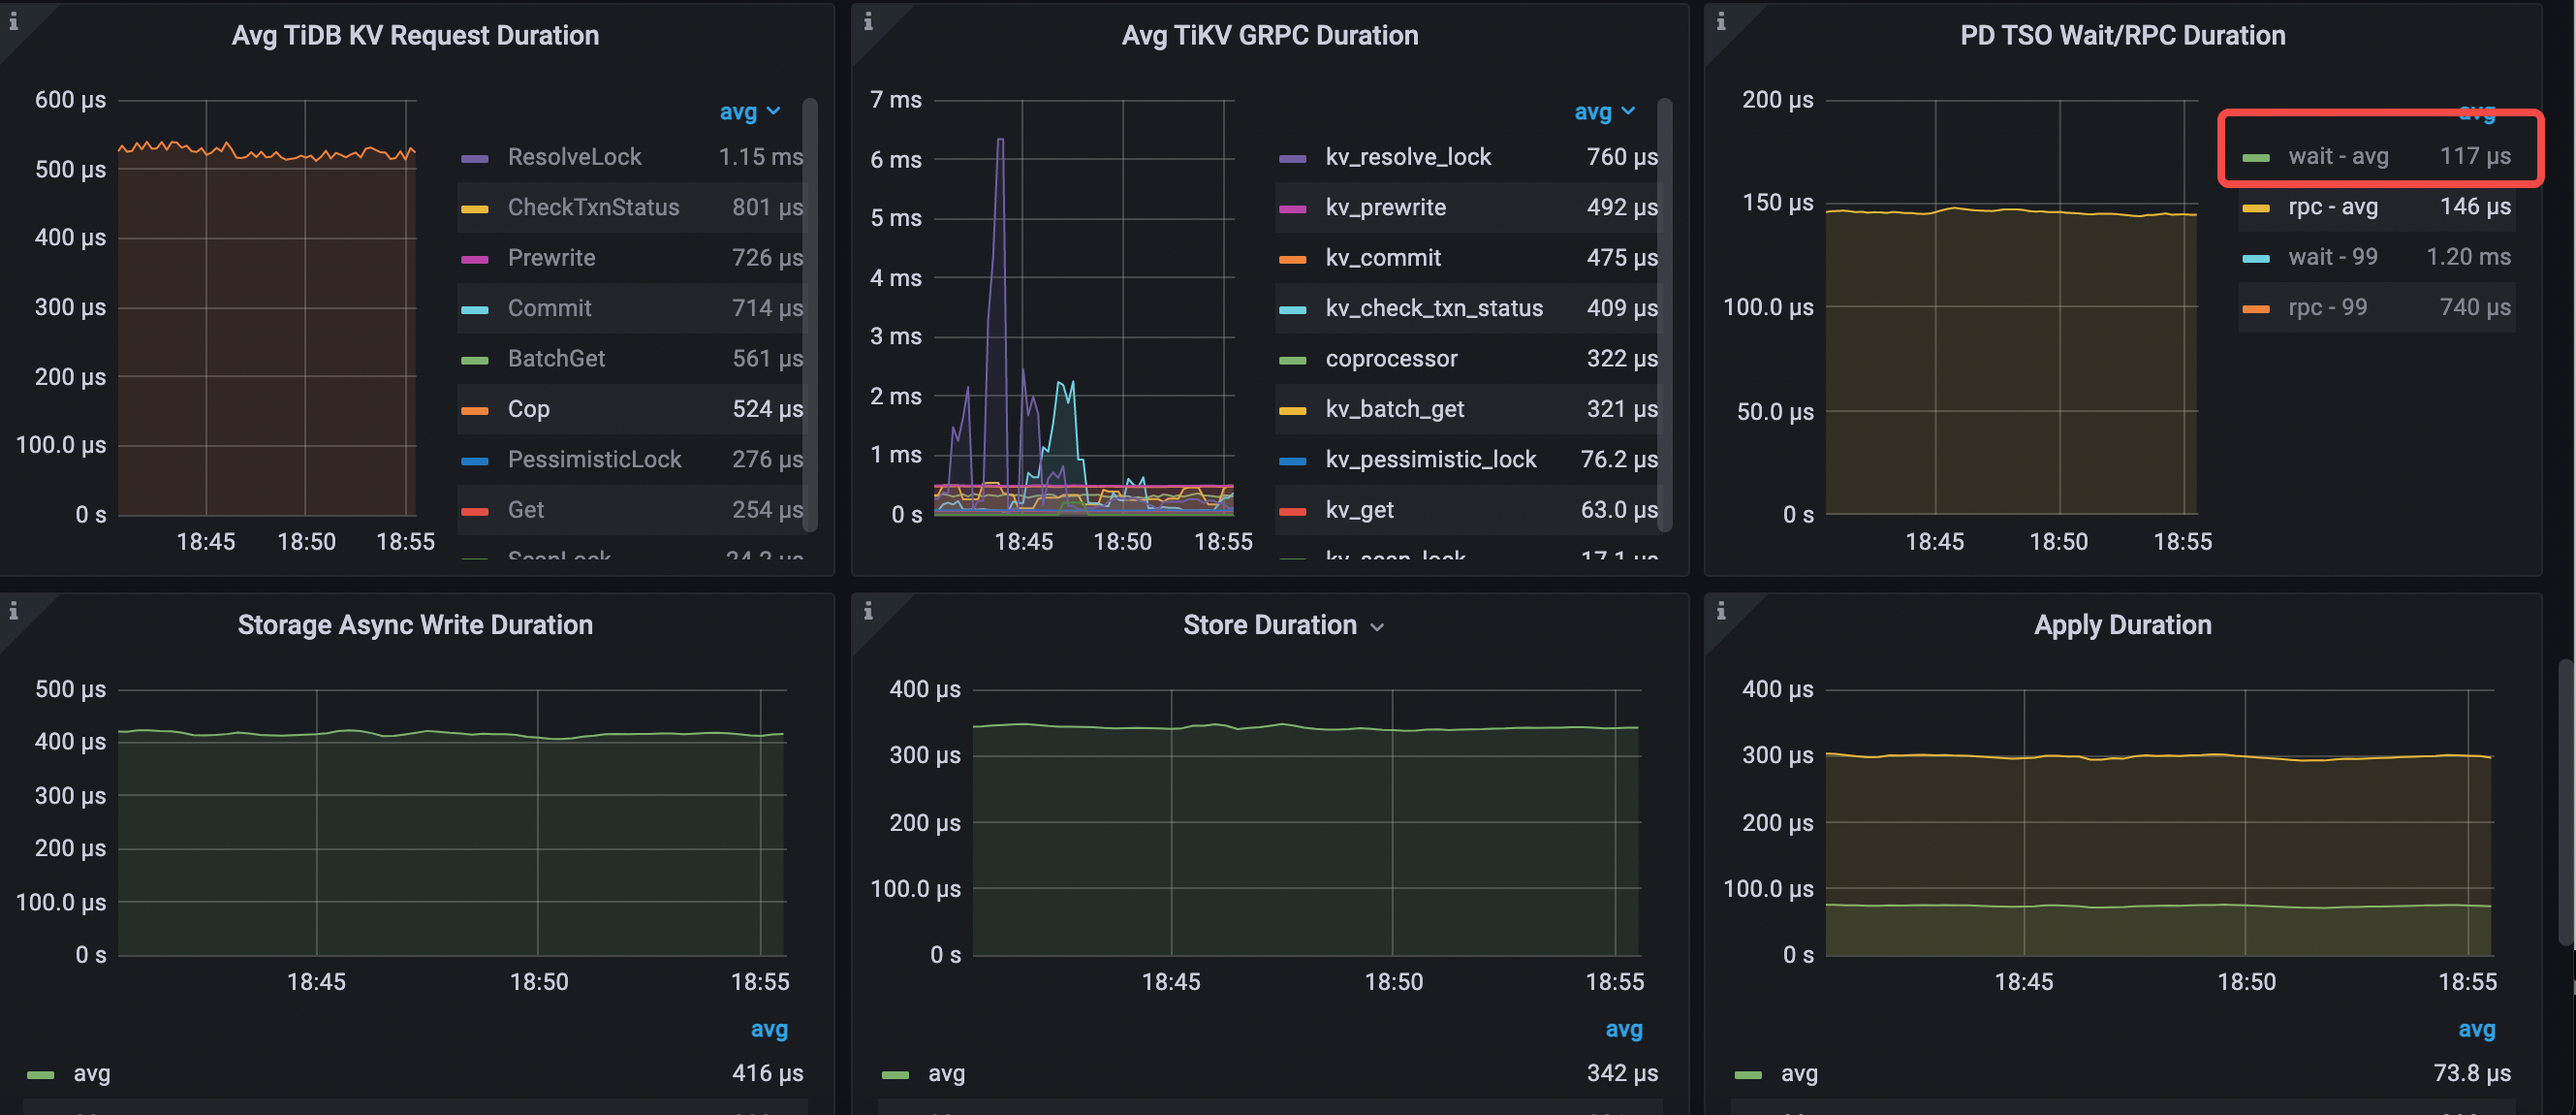 Avg TiDB KV Request Duration
600 µs
500 µs
400 µs
300 µs
200 µs
100.0 µs
0 s
18:45 18:50 18:55
avg
ResolveLock 1.15 ms
CheckTxnStatus 801 µs
Prewrite 726 µs
Commit 714 µs
BatchGet 561 µs
Cop 524 µs
PessimisticLock 276 µs
Get 254 µs
ScanLock 24.2 µs
Avg TiKV GRPC Duration
7 ms
6 ms
5 ms
4 ms
3 ms
2 ms
1 ms
0 s
18:45 18:50 18:55
avg
kv_resolve_lock 760 µs
kv_prewrite 492 µs
kv_commit 475 µs
kv_check_txn_status 409 µs
coprocessor 322 µs
kv_batch_get 321 µs
kv_pessimistic_lock 76.2 µs
kv_get 63.0 µs
kv_scan_lock 17.1 µs
PD TSO Wait/RPC Duration
200 µs
150 µs
100.0 µs
50.0 µs
0 s
18:45 18:50 18:55
avg
wait - avg 117 µs
rpc - avg 146 µs
wait - 99 1.20 ms
rpc - 99 740 µs
Storage Async Write Duration
500 µs
400 µs
300 µs
200 µs
100.0 µs
0 s
18:45 18:50 18:55
avg
avg 416 µs
Store Duration
400 µs
300 µs
200 µs
100.0 µs
0 s
18:45 18:50 18:55
avg
avg 342 µs
Apply Duration
400 µs
300 µs
200 µs
100.0 µs
0 s
18:45 18:50 18:55
avg
avg 73.8 µs